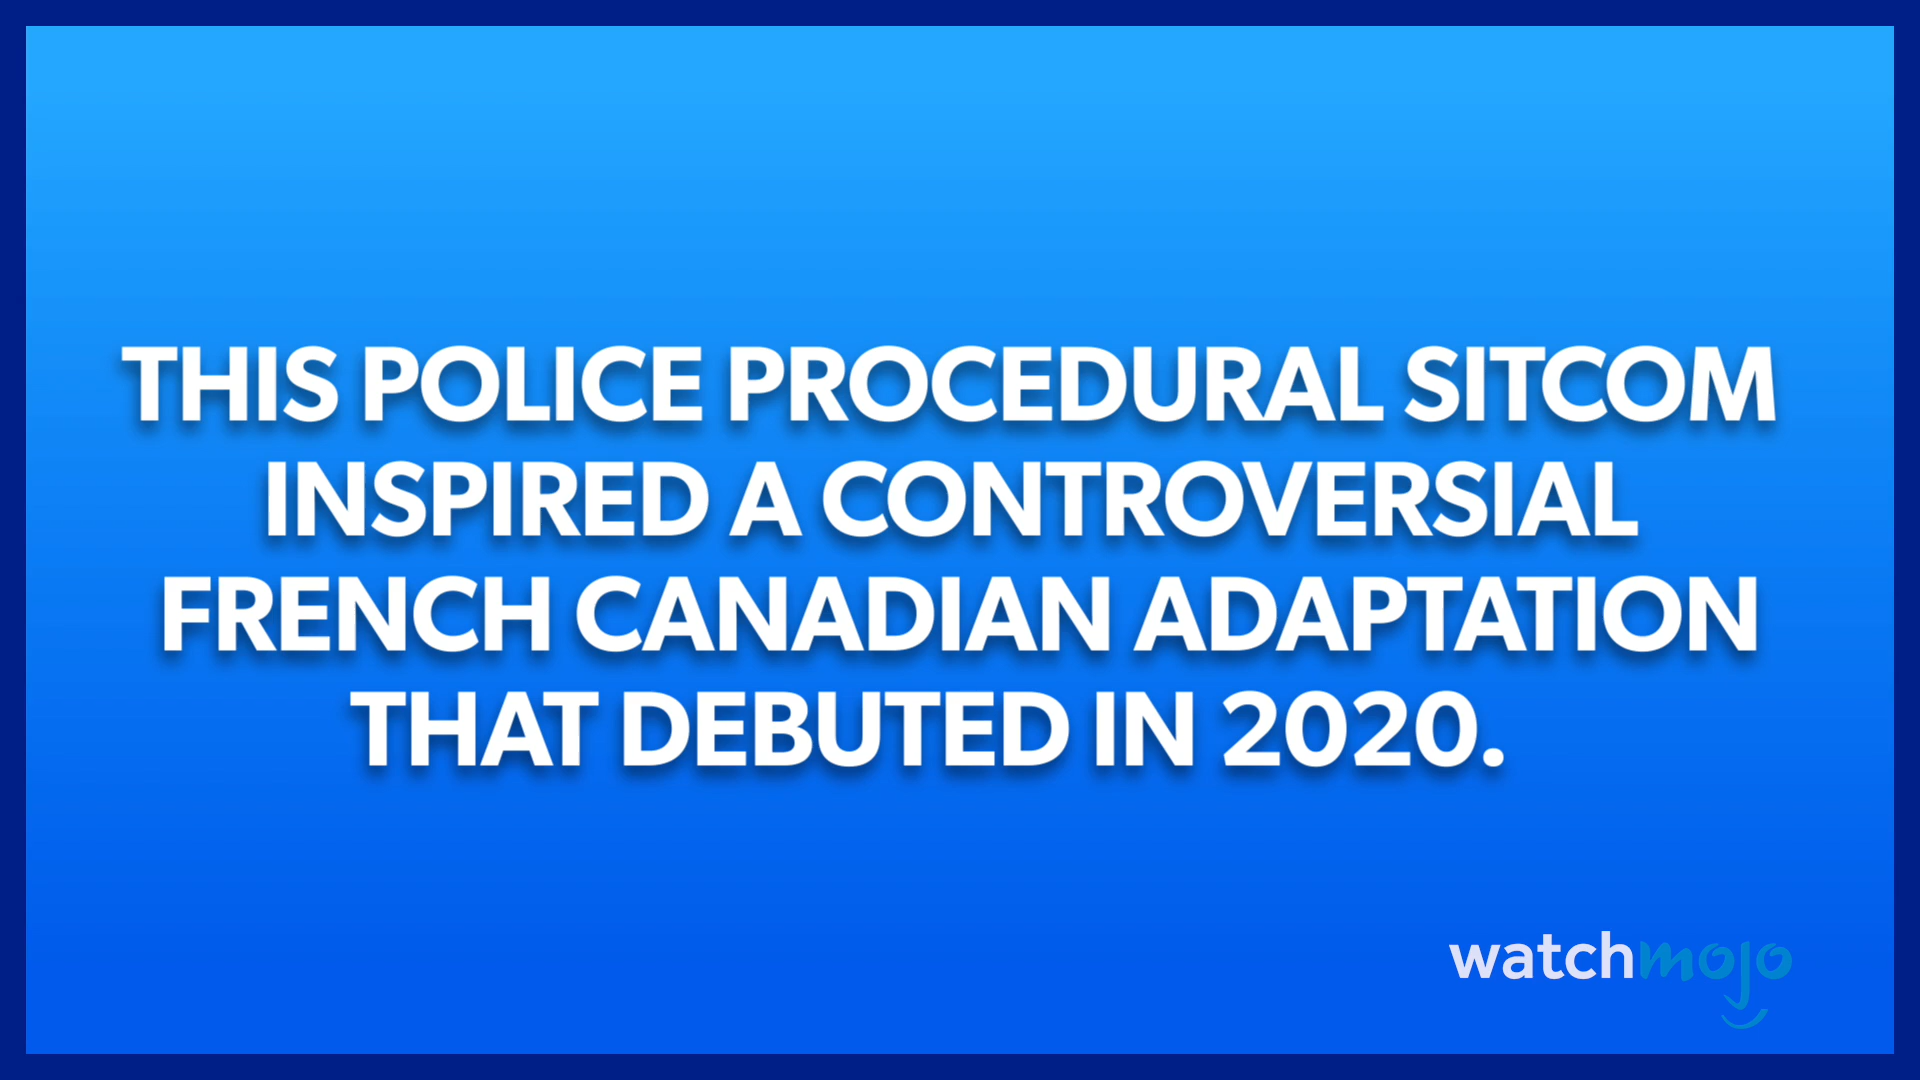 THIS POLICE PROCEDURAL SITCOM
INSPIRED A CONTROVERSIAL
FRENCH CANADIAN ADAPTATION
THAT DEBUTED IN 2020.
watchmojo